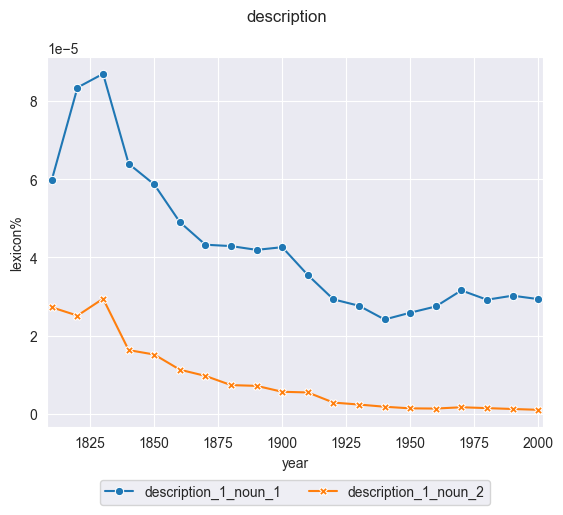 description
1e−5
8
6
4
2
0
lexicon%
1825 1850 1875 1900 1925 1950 1975 2000
year
description_1_noun_1 description_1_noun_2